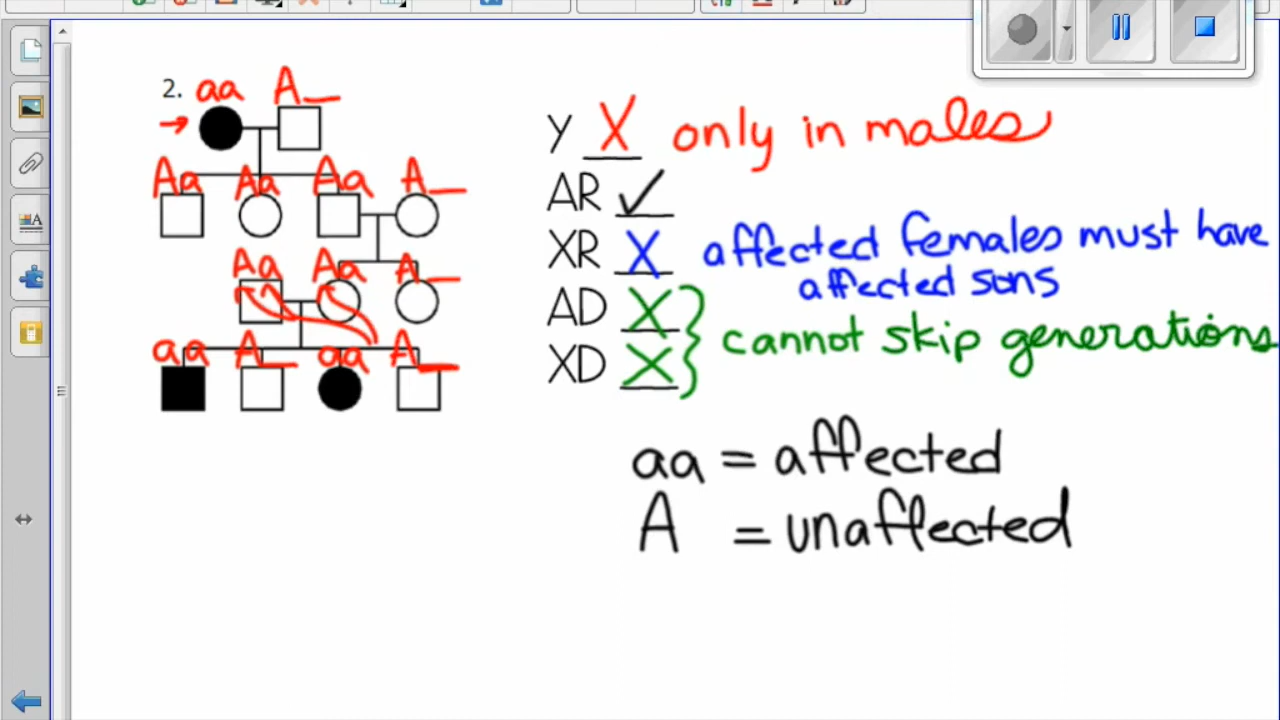 2. aa A_
Y X only in males
Aa Aa Aa A_
AR ✓
XR X affected females must have
affected sons
Aa Aa A_
AD X
cannot skip generations
XD X
aa A_ aa A_
aa = affected
A = unaffected